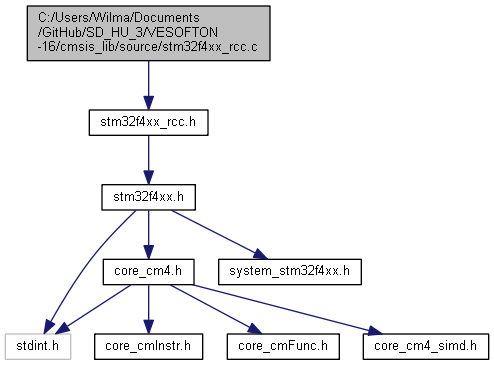 C:/Users/Wilma/Documents
/GitHub/SD_HU_3/VESOFTON
-16/cmsis_lib/source/stm32f4xx_rcc.c
stm32f4xx_rcc.h
stm32f4xx.h
core_cm4.h
system_stm32f4xx.h
stdint.h
core_cmInstr.h
core_cmFunc.h
core_cm4_simd.h